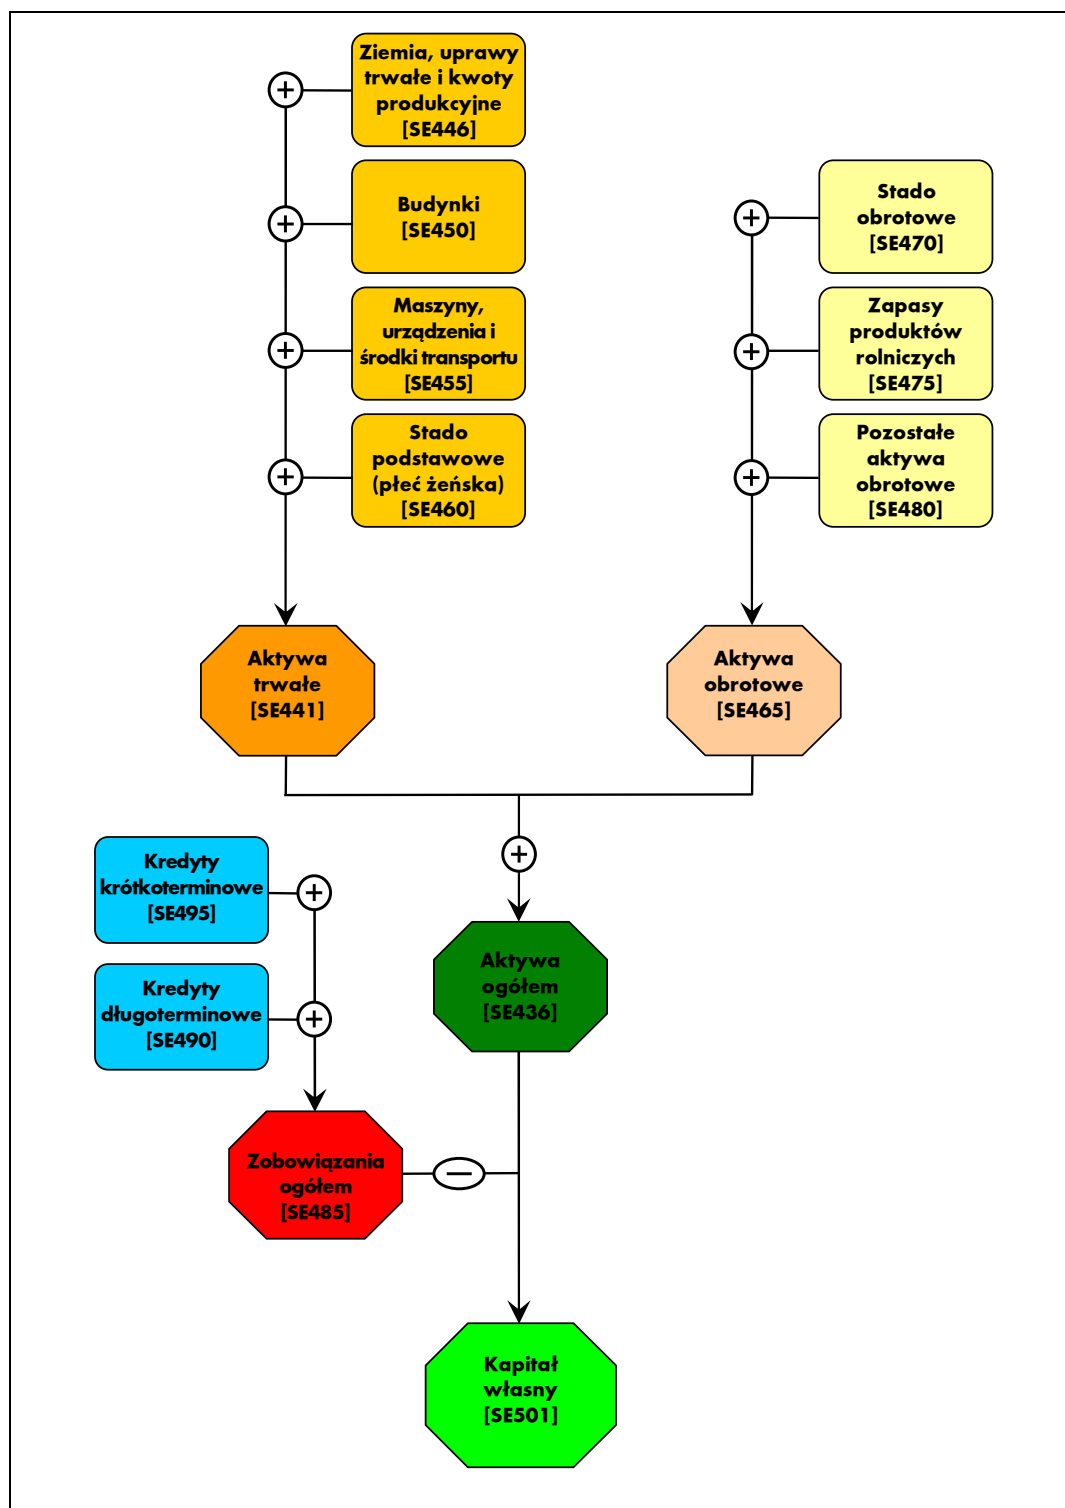 Ziemia, uprawy
trwałe i kwoty
produkcyjne
[SE446]
Budynki
[SE450]
Maszyny,
urządzenia i
środki transportu
[SE455]
Stado
podstawowe
(płeć żeńska)
[SE460]
Stado
obrotowe
[SE470]
Zapasy
produktów
rolniczych
[SE475]
Pozostałe
aktywa
obrotowe
[SE480]
Aktywa
trwałe
[SE441]
Aktywa
obrotowe
[SE465]
Kredyty
krótkoterminowe
[SE495]
Kredyty
długoterminowe
[SE490]
Aktywa
ogółem
[SE436]
Zobowiązania
ogółem
[SE485]
Kapitał
własny
[SE501]